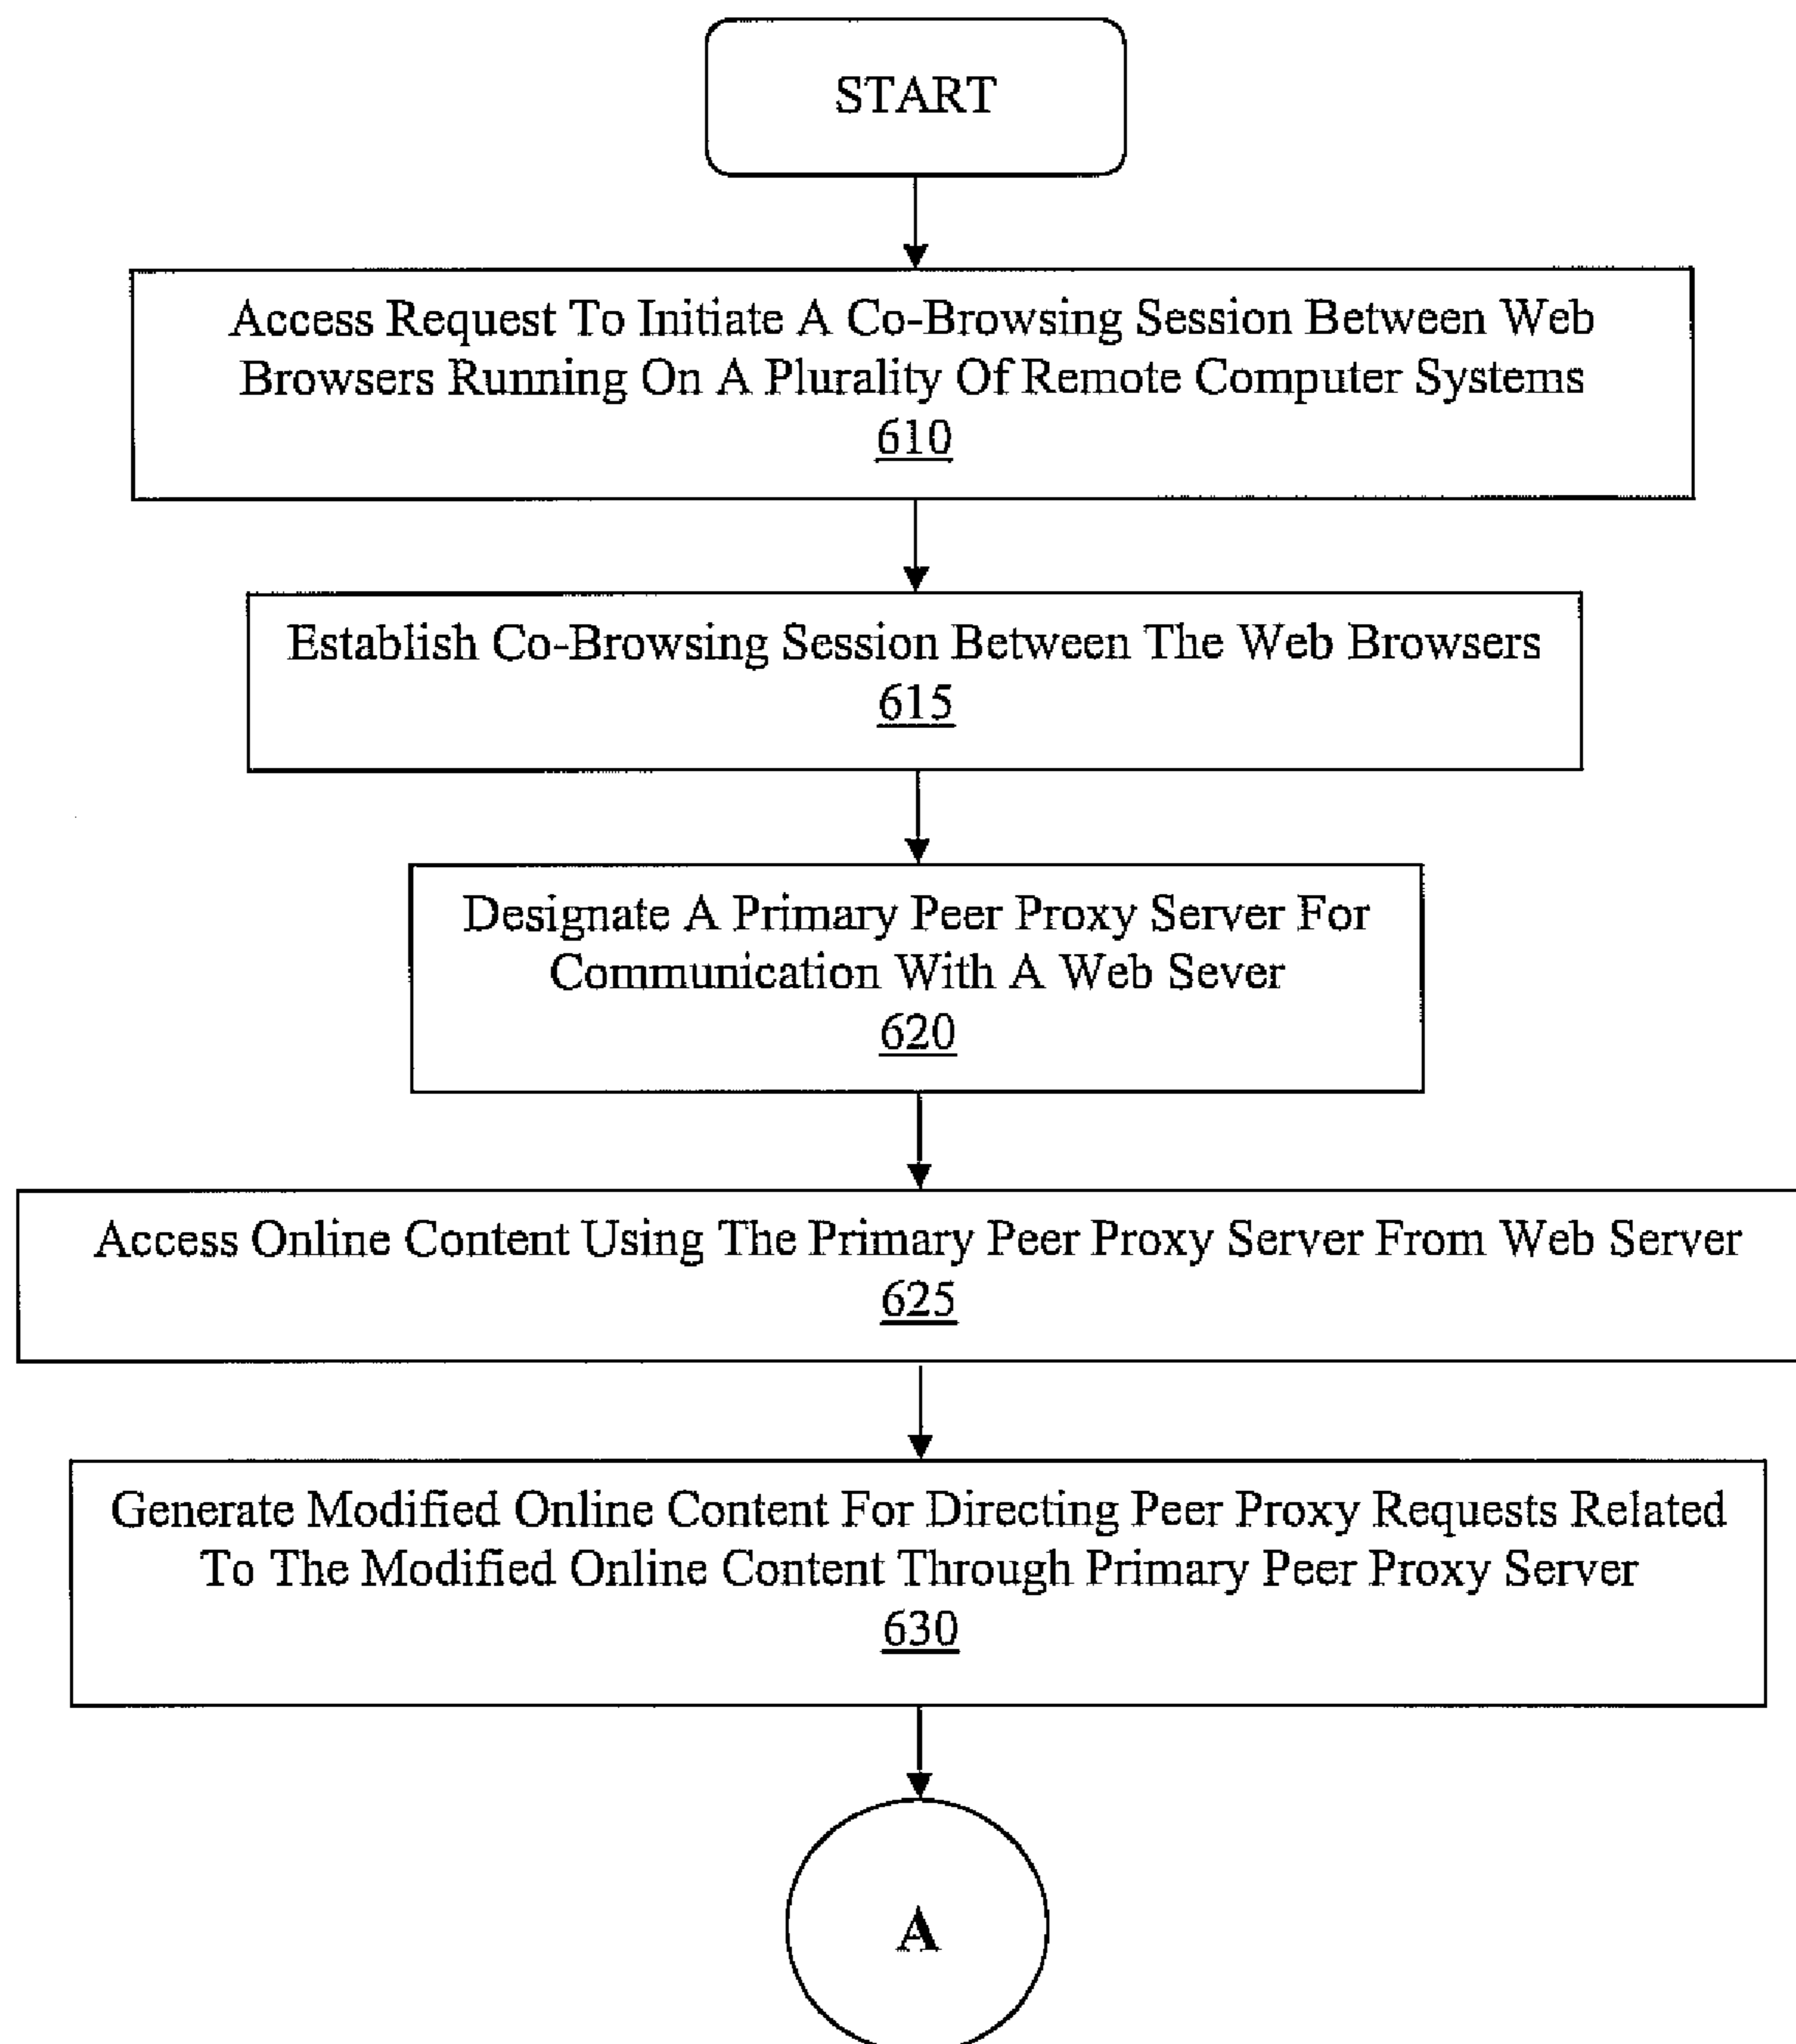 START
Access Request To Initiate A Co-Browsing Session Between Web
Browsers Running On A Plurality Of Remote Computer Systems
610
Establish Co-Browsing Session Between The Web Browsers
615
Designate A Primary Peer Proxy Server For
Communication With A Web Sever
620
Access Online Content Using The Primary Peer Proxy Server From Web Server
625
Generate Modified Online Content For Directing Peer Proxy Requests Related
To The Modified Online Content Through Primary Peer Proxy Server
630
A